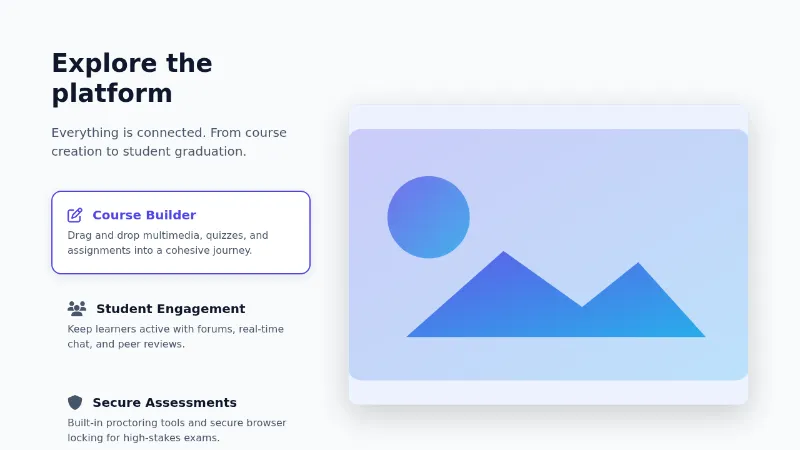 Explore the
platform
Everything is connected. From course
creation to student graduation.
Course Builder
Drag and drop multimedia, quizzes, and
assignments into a cohesive journey.
Student Engagement
Keep learners active with forums, real-time
chat, and peer reviews.
Secure Assessments
Built-in proctoring tools and secure browser
locking for high-stakes exams.